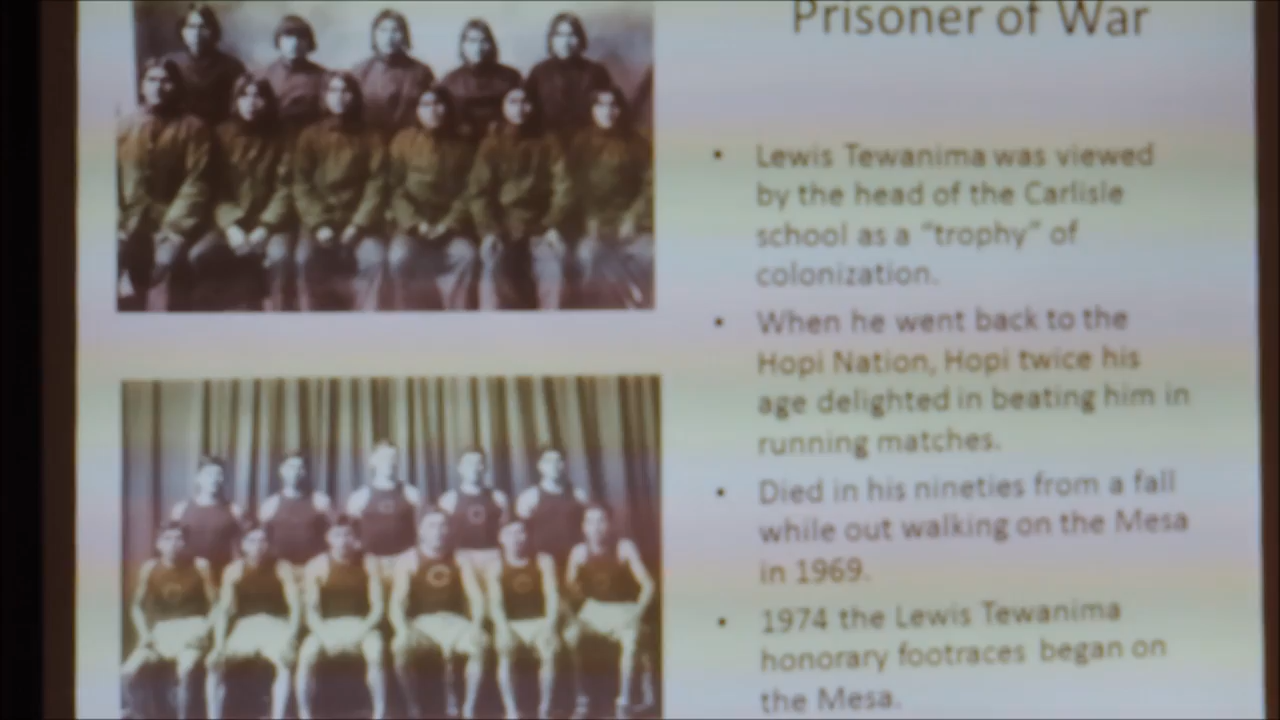 Prisoner of War
• Lewis Tewanima was viewed
by the head of the Carlisle
school as a “trophy” of
colonization.
• When he went back to the
Hopi Nation, Hopi twice his
age delighted in beating him in
running matches.
• Died in his nineties from a fall
while out walking on the Mesa
in 1969.
• 1974 the Lewis Tewanima
honorary footraces began on
the Mesa.